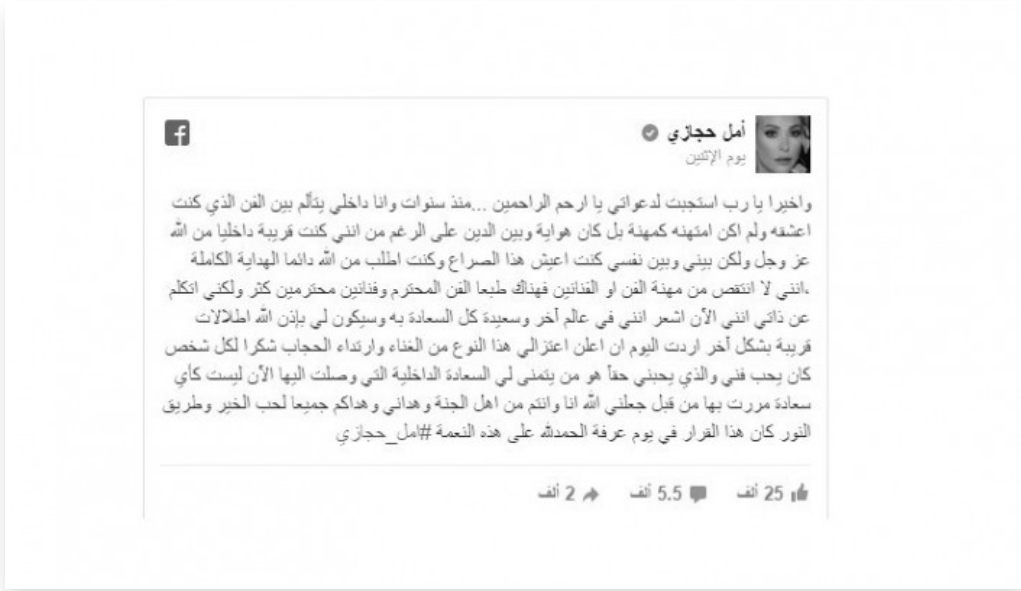 أمل حجازي
يوم الإثنين
واخيرا يا رب استجبت لدعواتي يا ارحم الراحمين ...منذ سنوات وانا داخلي يتألم بين الفن الذي كنت
اعشقه ولم اكن امتهنه كمهنة بل كان هواية وبين الدين على الرغم من انني كنت قريبة داخليا من الله
عز وجل ولكن بيني وبين نفسي كنت اعيش هذا الصراع وكنت اطلب من الله دائما الهداية الكاملة
،انني لا انتقص من مهنة الفن او الفنانين فهناك طبعا الفن المحترم وفنانين محترمين كثر ولكني اتكلم
عن ذاتي انني الآن اشعر انني في عالم آخر وسعيدة كل السعادة به وسيكون لي بإذن الله اطلالات
قريبة بشكل آخر اردت اليوم ان اعلن اعتزالي هذا النوع من الغناء وارتداء الحجاب شكرا لكل شخص
كان يحب فني والذي يحبني حقاً هو من يتمنى لي السعادة الداخلية التي وصلت اليها الآن ليست كأي
سعادة مررت بها من قبل جعلني الله انا وانتم من اهل الجنة وهداني وهداكم جميعا لحب الخير وطريق
النور كان هذا القرار في يوم عرفة الحمدلله على هذه النعمة #امل_حجازي
25 ألف 5.5 ألف 2 ألف